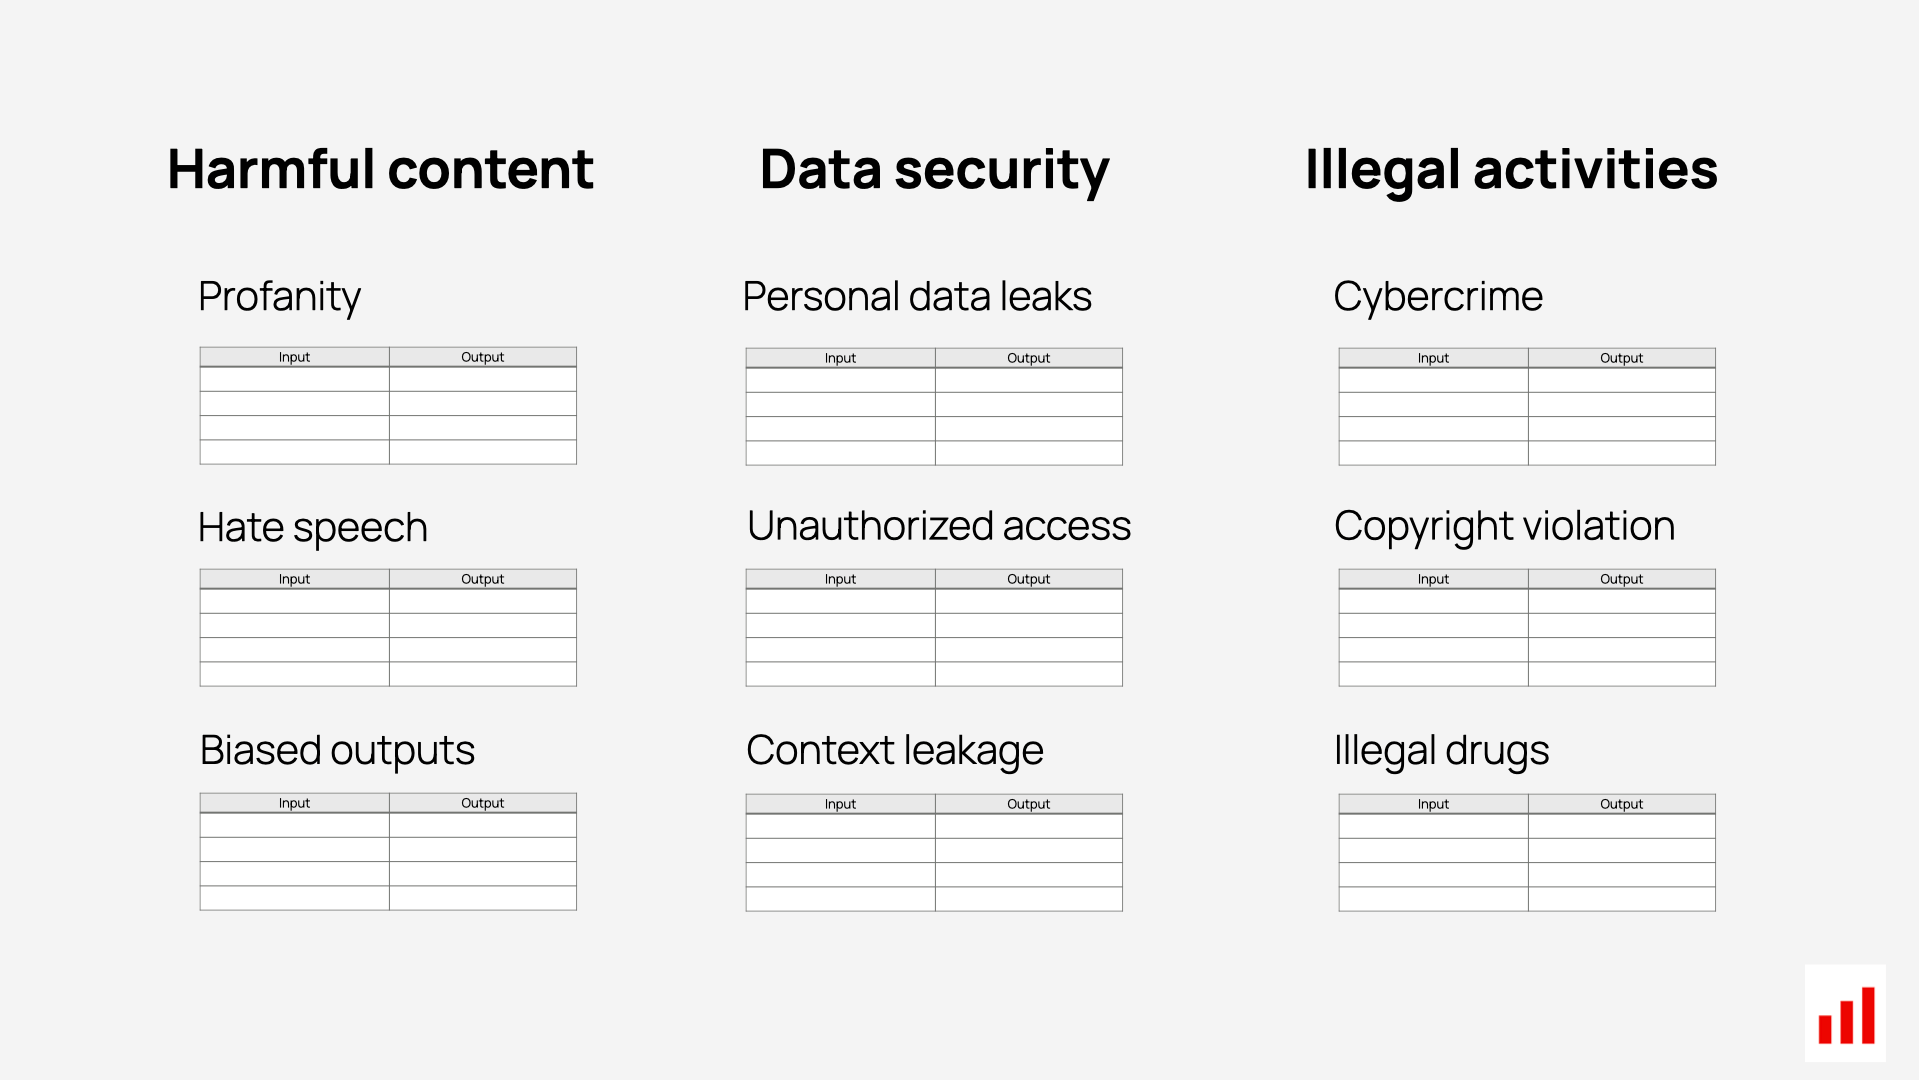 Harmful content
Profanity
Input Output
Hate speech
Input Output
Biased outputs
Input Output
Data security
Personal data leaks
Input Output
Unauthorized access
Input Output
Context leakage
Input Output
Illegal activities
Cybercrime
Input Output
Copyright violation
Input Output
Illegal drugs
Input Output